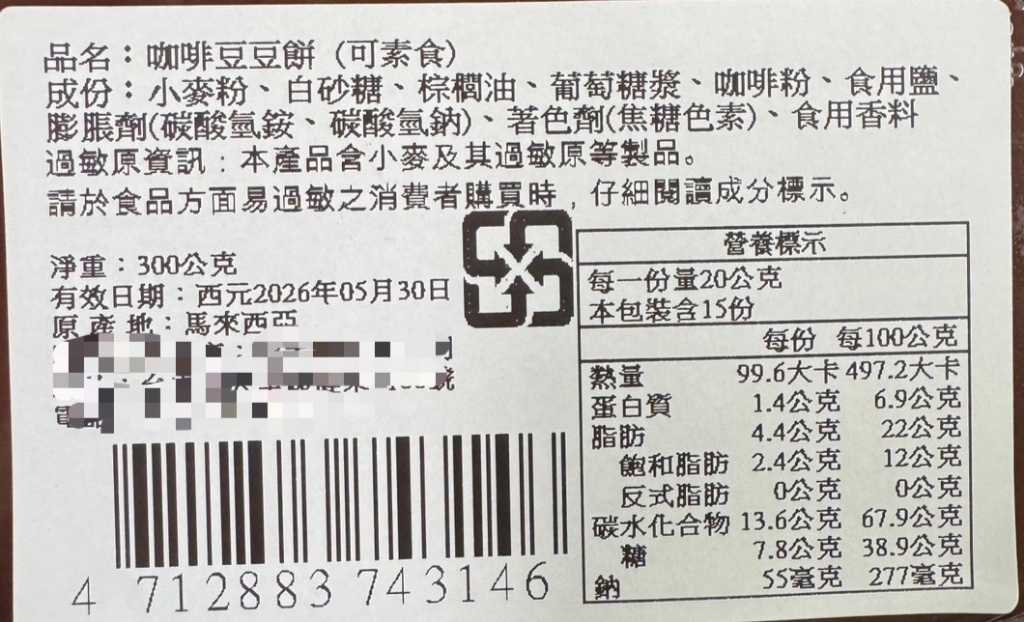 品名：咖啡豆豆餅（可素食）
成份：小麥粉、白砂糖、棕櫚油、葡萄糖漿、咖啡粉、食用鹽、
膨脹劑(碳酸氫銨、碳酸氫鈉)、著色劑(焦糖色素)、食用香料
過敏原資訊：本產品含小麥及其過敏原等製品。
請於食品方面易過敏之消費者購買時，仔細閱讀成分標示。
淨重：300公克
有效日期：西元2026年05月30日
原產地：馬來西亞
4 712883 743146
營養標示
每一份量20公克
本包裝含15份
每份 每100公克
熱量 99.6大卡 497.2大卡
蛋白質 1.4公克 6.9公克
脂肪 4.4公克 22公克
飽和脂肪 2.4公克 12公克
反式脂肪 0公克 0公克
碳水化合物 13.6公克 67.9公克
糖 7.8公克 38.9公克
鈉 55毫克 277毫克